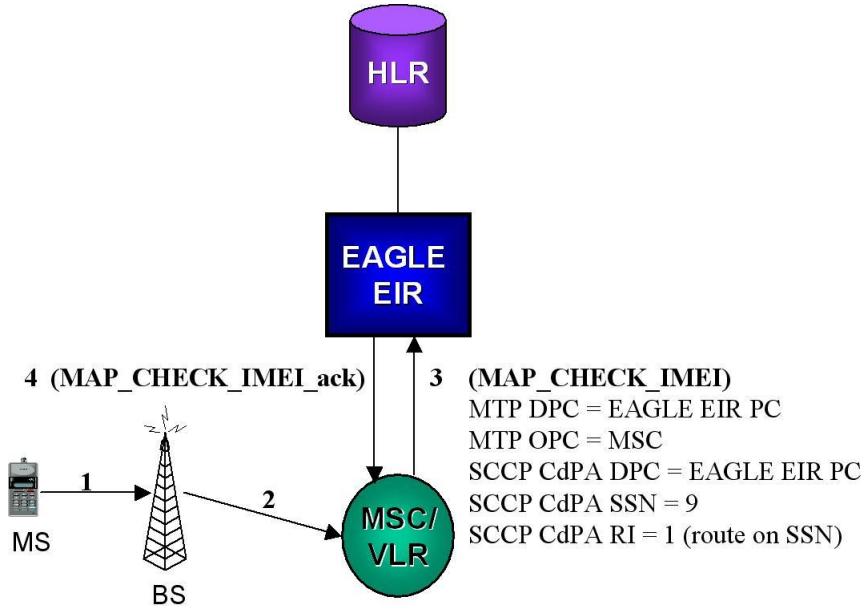 HLR
EAGLE
EIR
4 (MAP_CHECK_IMEI_ack)
3 (MAP_CHECK_IMEI)
MTP DPC = EAGLE EIR PC
MTP OPC = MSC
SCCP CdPA DPC = EAGLE EIR PC
SCCP CdPA SSN = 9
SCCP CdPA RI = 1 (route on SSN)
1
2
MSC/
VLR
MS
BS